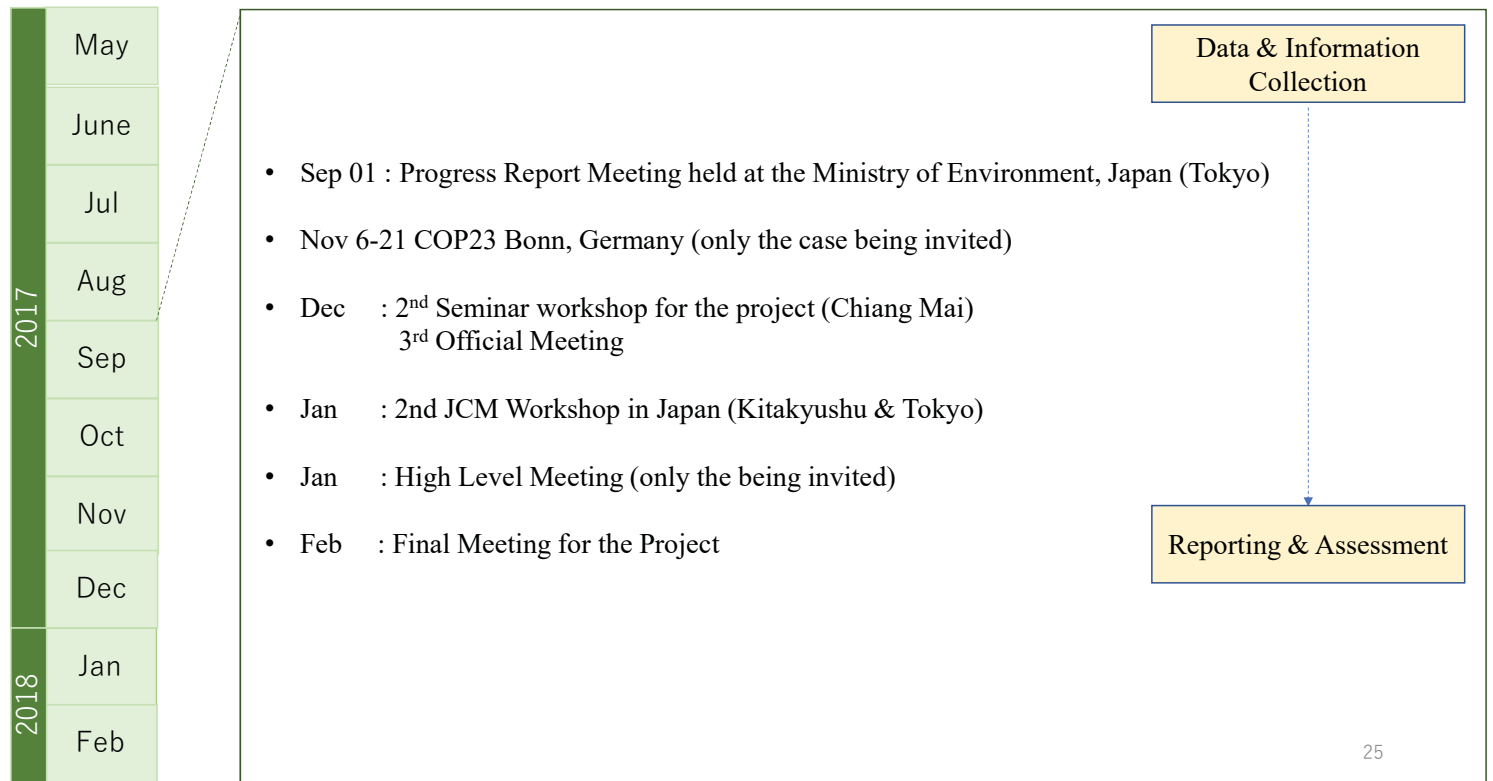 2017
May
June
Jul
Aug
Sep
Oct
Nov
Dec
2018
Jan
Feb
Data & Information
Collection
• Sep 01 : Progress Report Meeting held at the Ministry of Environment, Japan (Tokyo)
• Nov 6-21 COP23 Bonn, Germany (only the case being invited)
• Dec : 2nd Seminar workshop for the project (Chiang Mai)
3rd Official Meeting
• Jan : 2nd JCM Workshop in Japan (Kitakyushu & Tokyo)
• Jan : High Level Meeting (only the being invited)
• Feb : Final Meeting for the Project
Reporting & Assessment
25